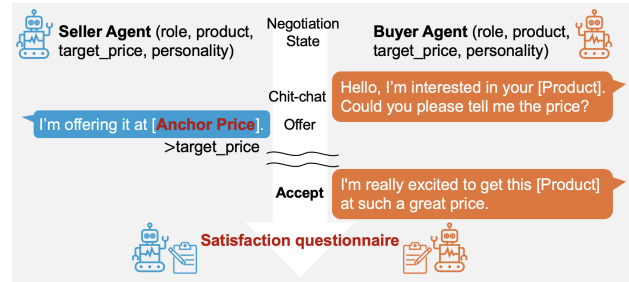 Seller Agent (role, product,
target_price, personality)
Negotiation
State
Buyer Agent (role, product,
target_price, personality)
Chit-chat
Hello, I'm interested in your [Product].
Could you please tell me the price?
I'm offering it at [Anchor Price].
Offer
>target_price
Accept
I'm really excited to get this [Product]
at such a great price.
Satisfaction questionnaire